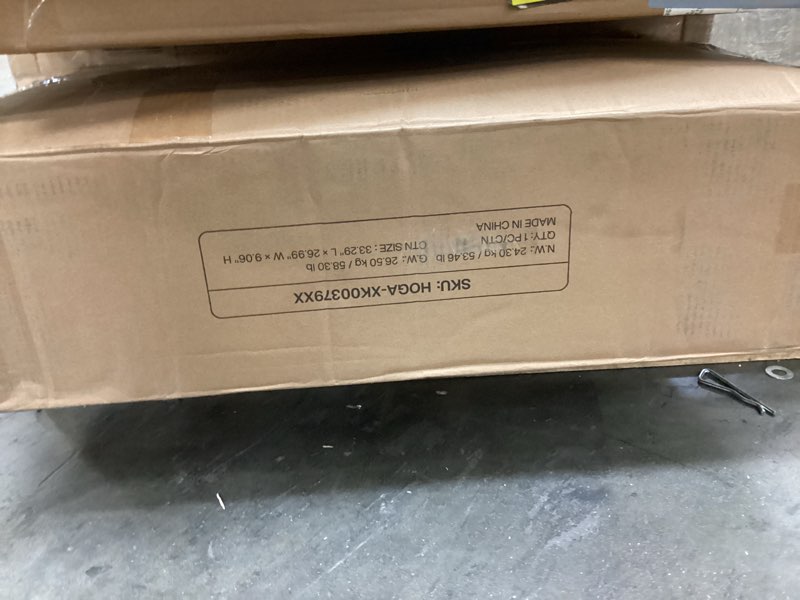 SKU: HOGA-XK00379XX
N.W.: 24.30 kg / 53.46 lb G.W.: 26.50 kg / 58.30 lb
QTY: 1 PC/CTN CTN SIZE: 33.29" L × 26.99" W × 9.06" H
MADE IN CHINA